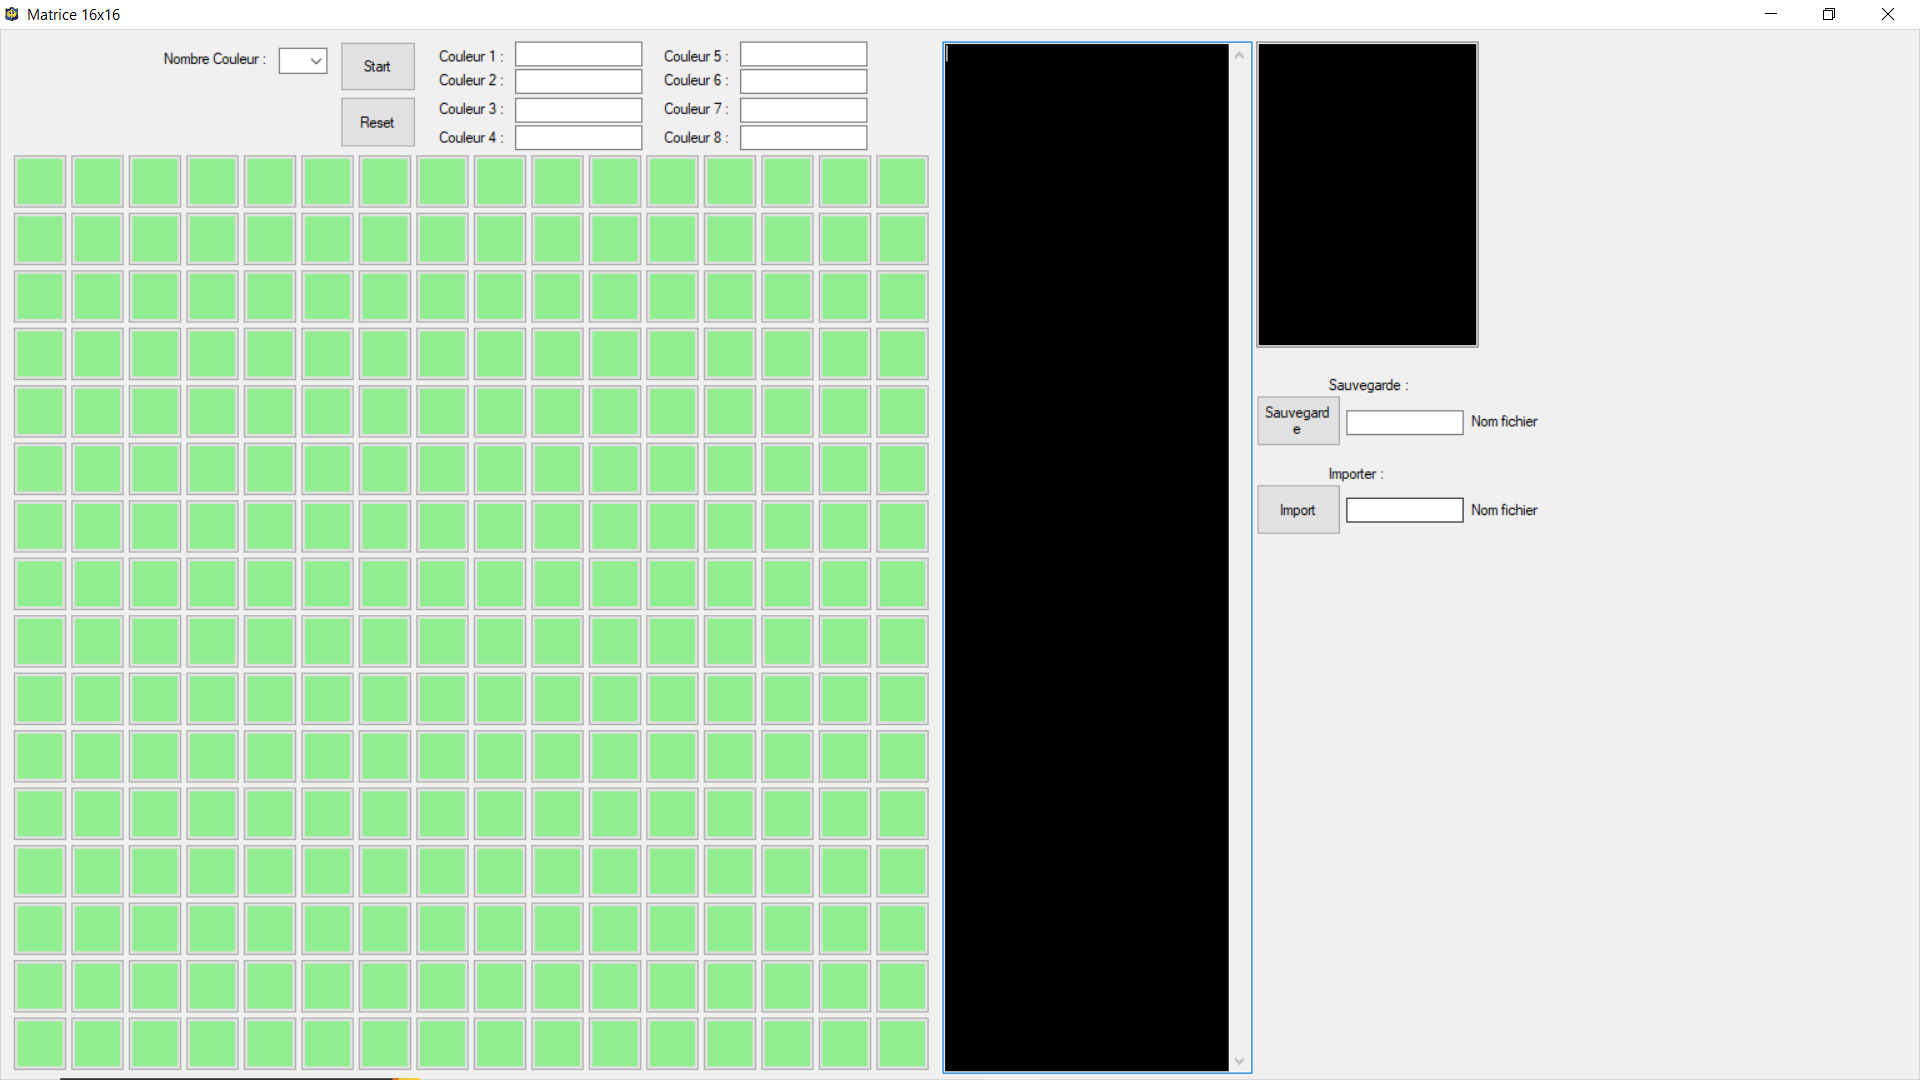 Matrice 16x16
Nombre Couleur :
Start
Reset
Couleur 1 :
Couleur 2 :
Couleur 3 :
Couleur 4 :
Couleur 5 :
Couleur 6 :
Couleur 7 :
Couleur 8 :
Sauvegarde :
Sauvegard
e
Nom fichier
Importer :
Import
Nom fichier